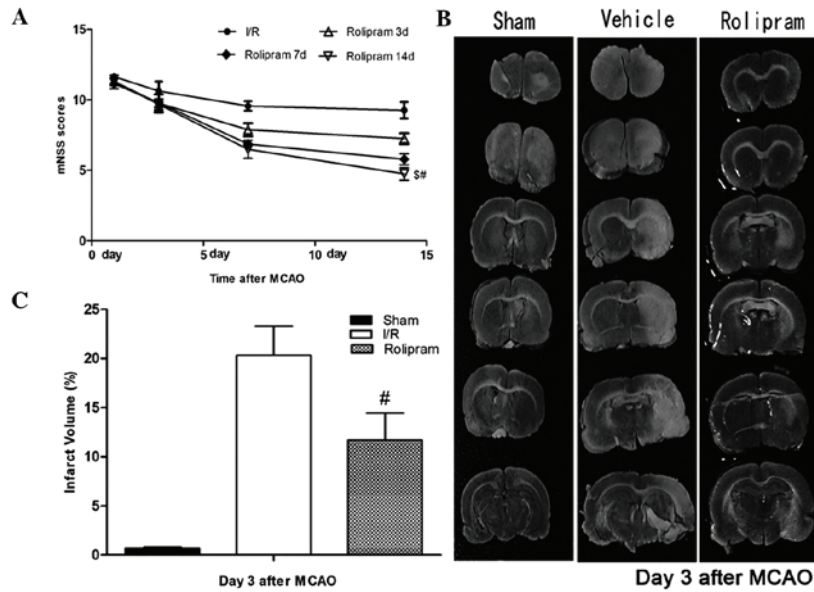 A
I/R
Rolipram 3d
Rolipram 7d
Rolipram 14d
mNSS scores
15
10
5
0
$#
0 day
5 day
10 day
15
Time after MCAO
B
Sham
Vehicle
Rolipram
Day 3 after MCAO
C
Infarct Volume (%)
25
20
15
10
5
0
Sham
I/R
Rolipram
#
Day 3 after MCAO